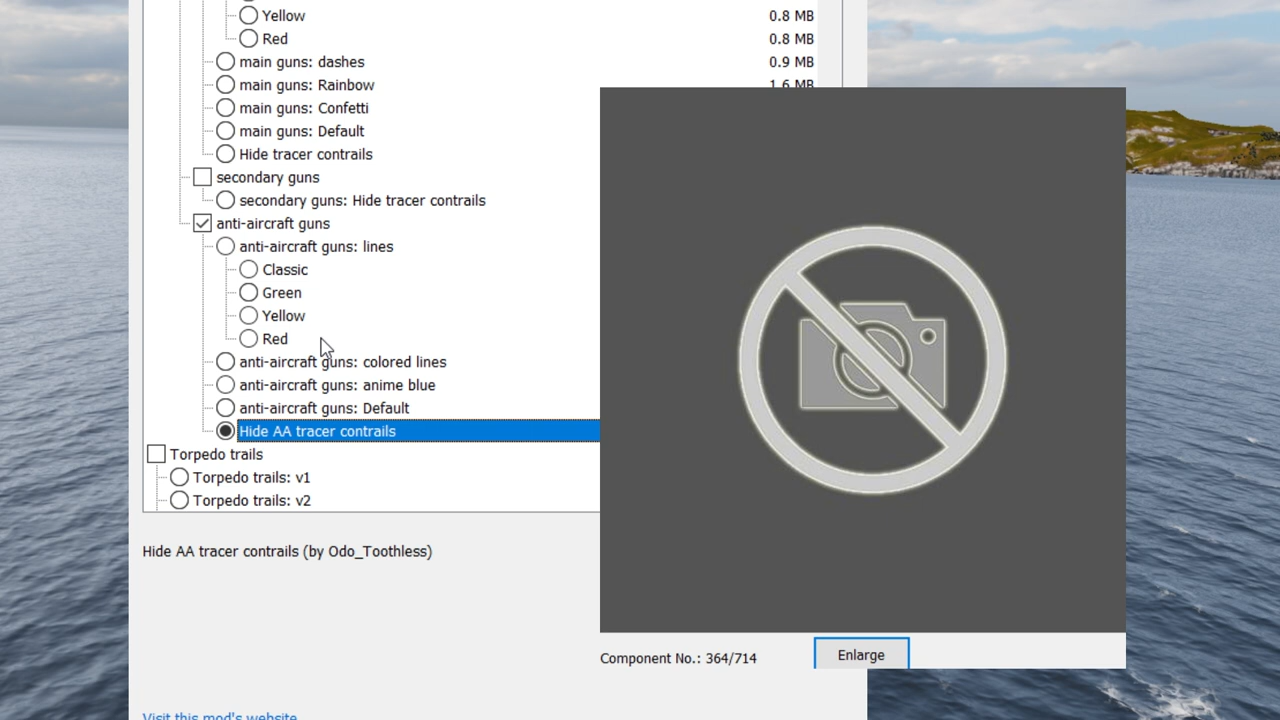 Yellow 0.8 MB
Red 0.8 MB
main guns: dashes 0.9 MB
main guns: Rainbow 1.6 MB
main guns: Confetti
main guns: Default
Hide tracer contrails
secondary guns
secondary guns: Hide tracer contrails
anti-aircraft guns
anti-aircraft guns: lines
Classic
Green
Yellow
Red
anti-aircraft guns: colored lines
anti-aircraft guns: anime blue
anti-aircraft guns: Default
Hide AA tracer contrails
Torpedo trails
Torpedo trails: v1
Torpedo trails: v2
Hide AA tracer contrails (by Odo_Toothless)
Component No.: 364/714
Enlarge
Visit this mod's website